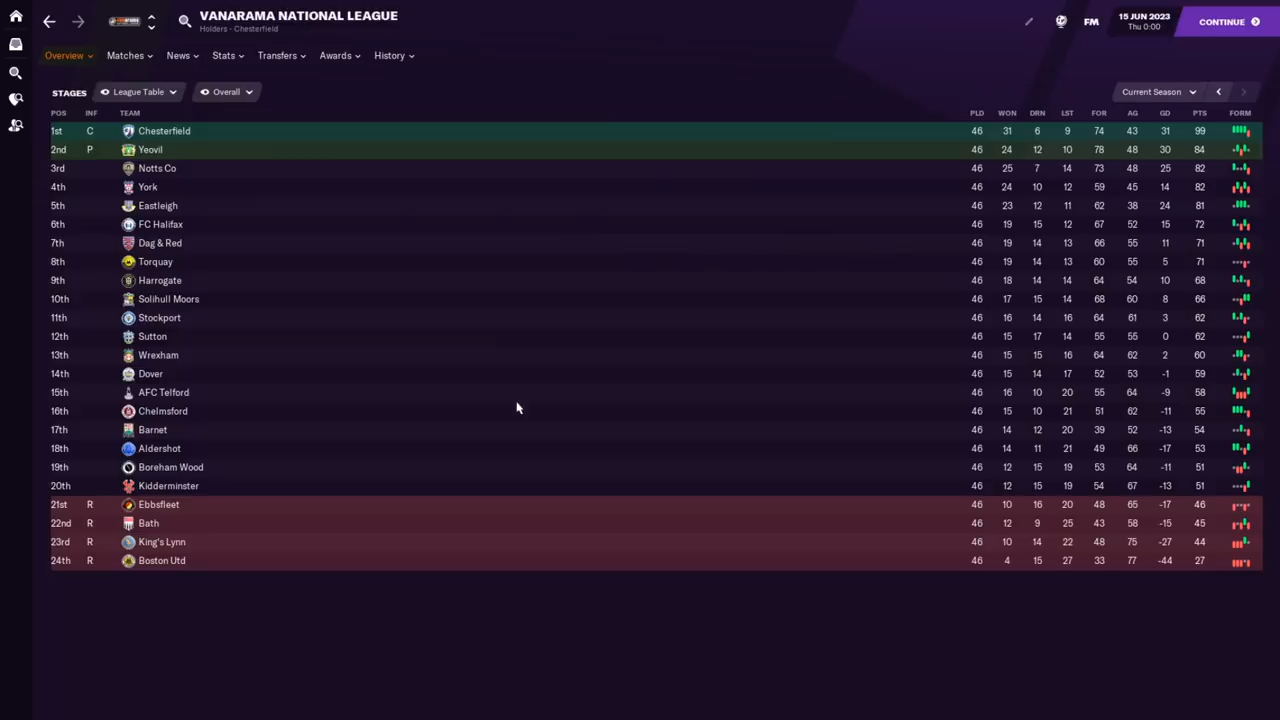 VANARAMA NATIONAL LEAGUE
Holders - Chesterfield
FM
15 JUN 2023
Thu 0:00
CONTINUE
Overview Matches News Stats Transfers Awards History
STAGES League Table Overall Current Season
POS INF TEAM PLD WON DRN LST FOR AG GD PTS FORM
1st C Chesterfield 46 31 6 9 74 43 31 99
2nd P Yeovil 46 24 12 10 78 48 30 84
3rd Notts Co 46 25 7 14 73 48 25 82
4th York 46 24 10 12 59 45 14 82
5th Eastleigh 46 23 12 11 62 38 24 81
6th FC Halifax 46 19 15 12 67 52 15 72
7th Dag & Red 46 19 14 13 66 55 11 71
8th Torquay 46 19 14 13 60 55 5 71
9th Harrogate 46 18 14 14 64 54 10 68
10th Solihull Moors 46 17 15 14 68 60 8 66
11th Stockport 46 16 14 16 64 61 3 62
12th Sutton 46 15 17 14 55 55 0 62
13th Wrexham 46 15 15 16 64 62 2 60
14th Dover 46 15 14 17 52 53 -1 59
15th AFC Telford 46 16 10 20 55 64 -9 58
16th Chelmsford 46 15 10 21 51 62 -11 55
17th Barnet 46 14 12 20 39 52 -13 54
18th Aldershot 46 14 11 21 49 66 -17 53
19th Boreham Wood 46 12 15 19 53 64 -11 51
20th Kidderminster 46 12 15 19 54 67 -13 51
21st R Ebbsfleet 46 10 16 20 48 65 -17 46
22nd R Bath 46 12 9 25 43 58 -15 45
23rd R King's Lynn 46 10 14 22 48 75 -27 44
24th R Boston Utd 46 4 15 27 33 77 -44 27